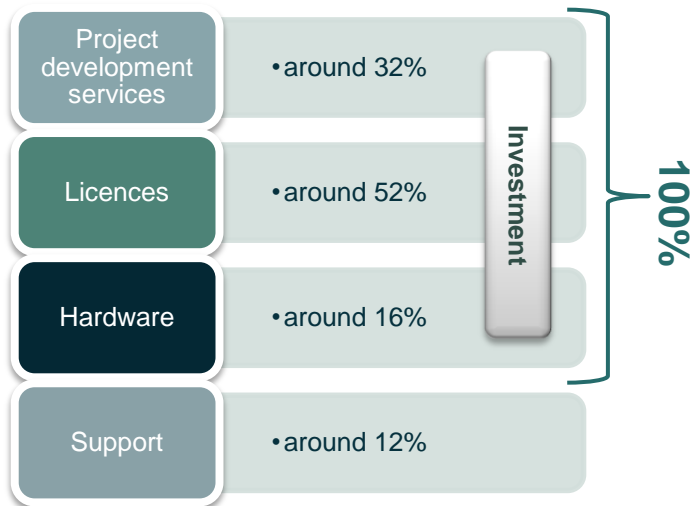 Project
development
services
•around 32%
Licences
•around 52%
Hardware
•around 16%
Support
•around 12%
Investment
100%